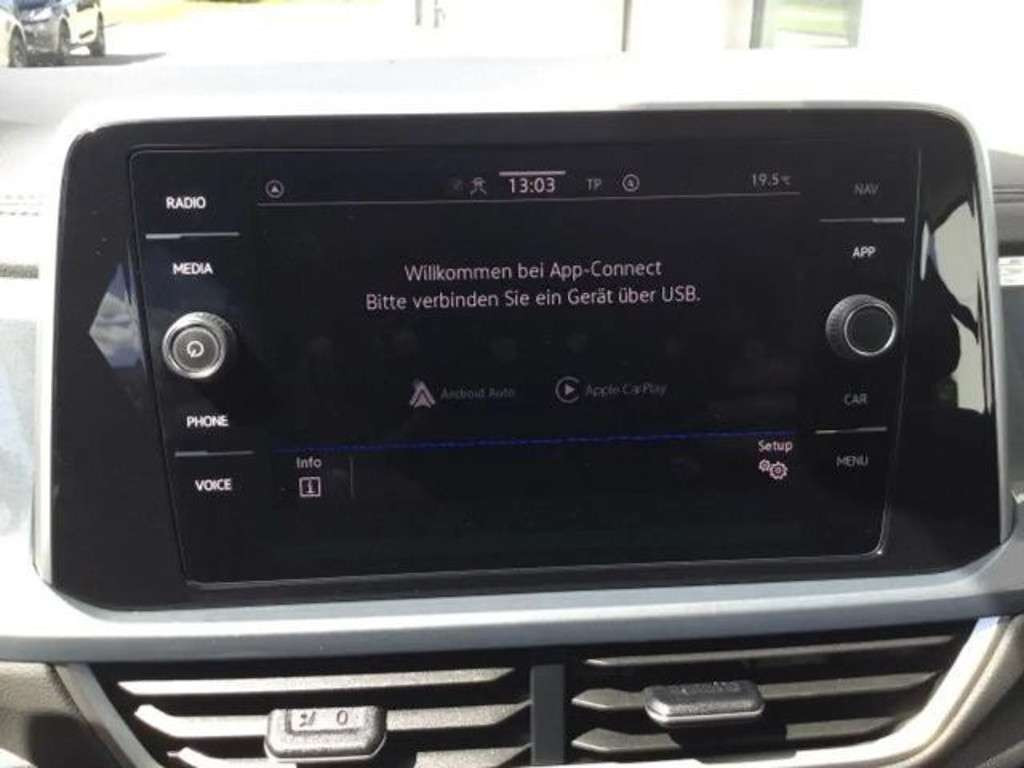 13:03 TP 19.5°C
RADIO
MEDIA
PHONE
VOICE
Willkommen bei App-Connect
Bitte verbinden Sie ein Gerät über USB.
Android Auto
Apple CarPlay
Info
Setup
NAV
APP
CAR
MENU
0